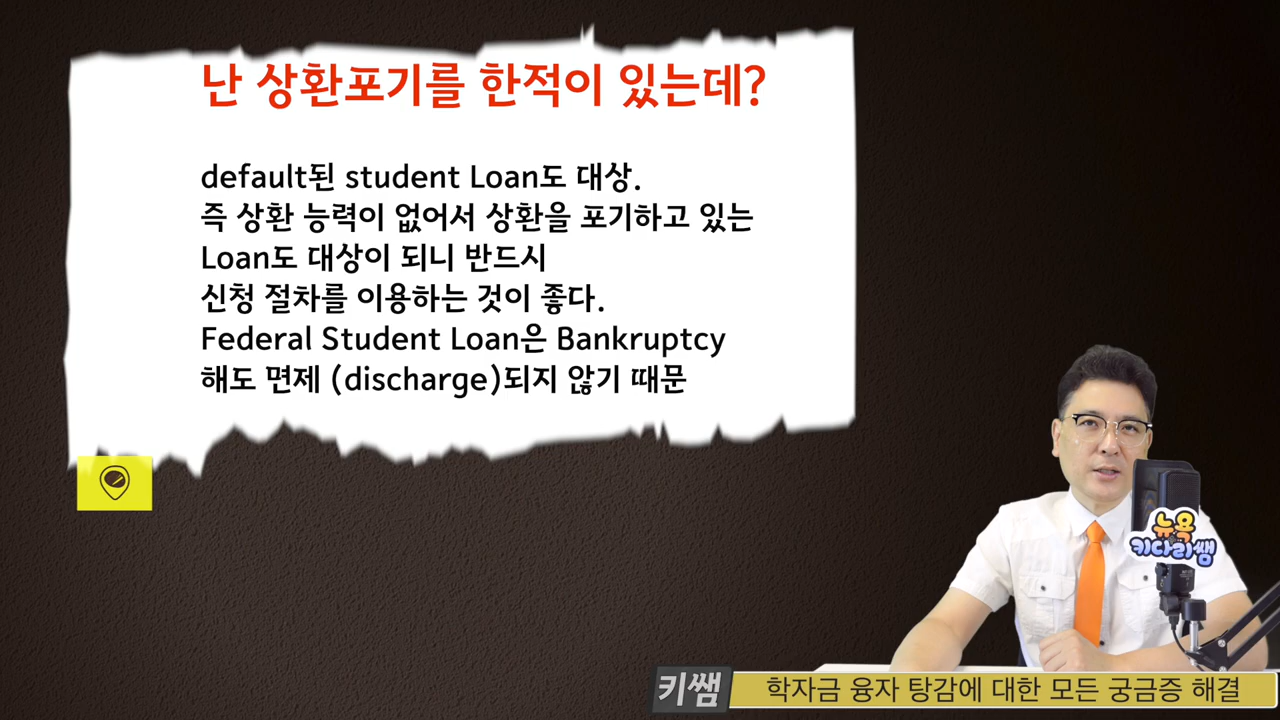 난 상환포기를 한적이 있는데?
default된 student Loan도 대상.
즉 상환 능력이 없어서 상환을 포기하고 있는
Loan도 대상이 되니 반드시
신청 절차를 이용하는 것이 좋다.
Federal Student Loan은 Bankruptcy
해도 면제 (discharge)되지 않기 때문
뉴욕
키다리쌤
키쌤 학자금 융자 탕감에 대한 모든 궁금증 해결